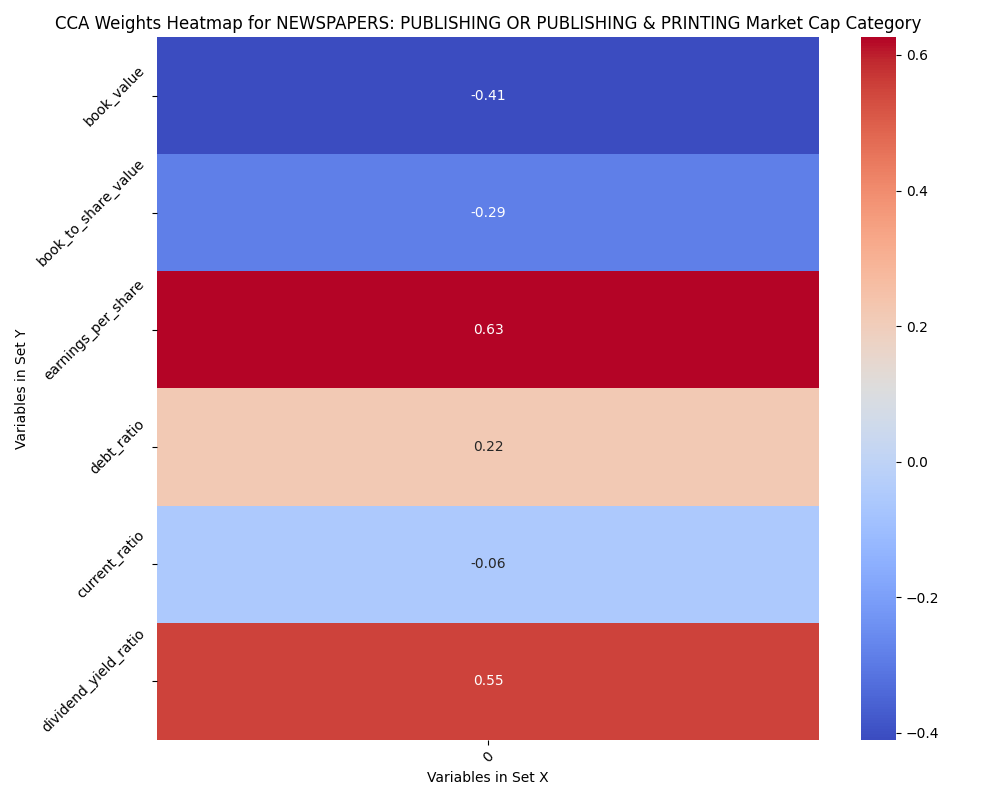 CCA Weights Heatmap for NEWSPAPERS: PUBLISHING OR PUBLISHING & PRINTING Market Cap Category
Variables in Set Y
book_value
-0.41
book_to_share_value
-0.29
earnings_per_share
0.63
debt_ratio
0.22
current_ratio
-0.06
dividend_yield_ratio
0.55
0
Variables in Set X
0.6
0.4
0.2
0.0
−0.2
−0.4